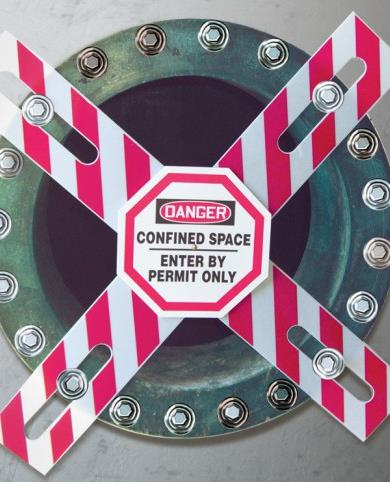 DANGER
CONFINED SPACE
ENTER BY
PERMIT ONLY